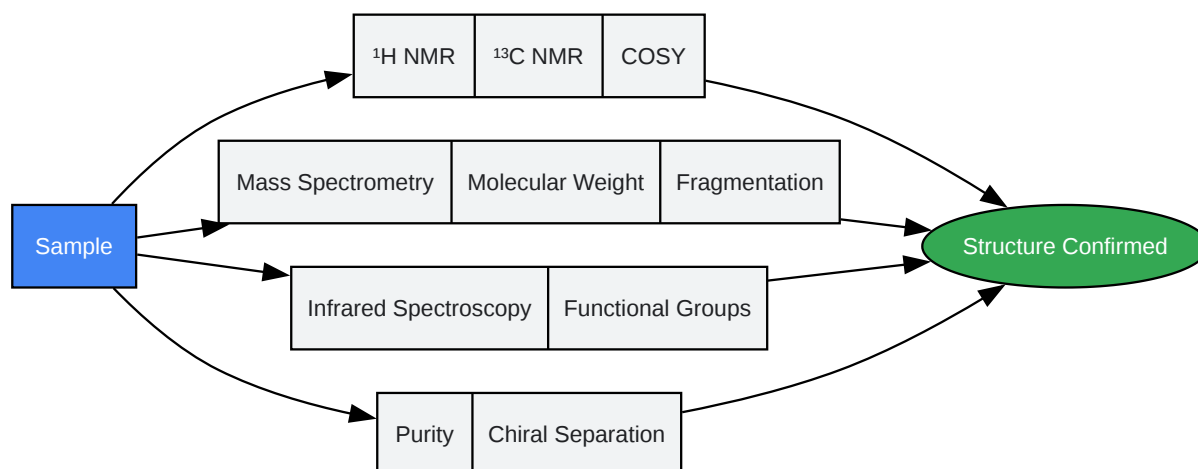 ¹H NMR ¹³C NMR COSY
Mass Spectrometry Molecular Weight Fragmentation
Sample
Structure Confirmed
Infrared Spectroscopy Functional Groups
Purity Chiral Separation